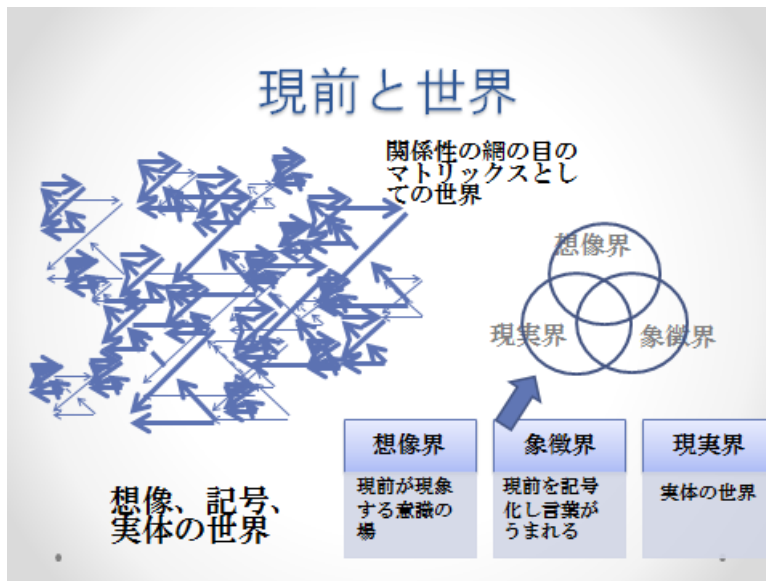 現前と世界
関係性の網の目の
マトリックスとし
ての世界
想像界
現実界
象徴界
想像界
象徴界
現実界
現前が現象
する意識の
場
現前を記号
化し言葉が
うまれる
実体の世界
想像、記号、
実体の世界